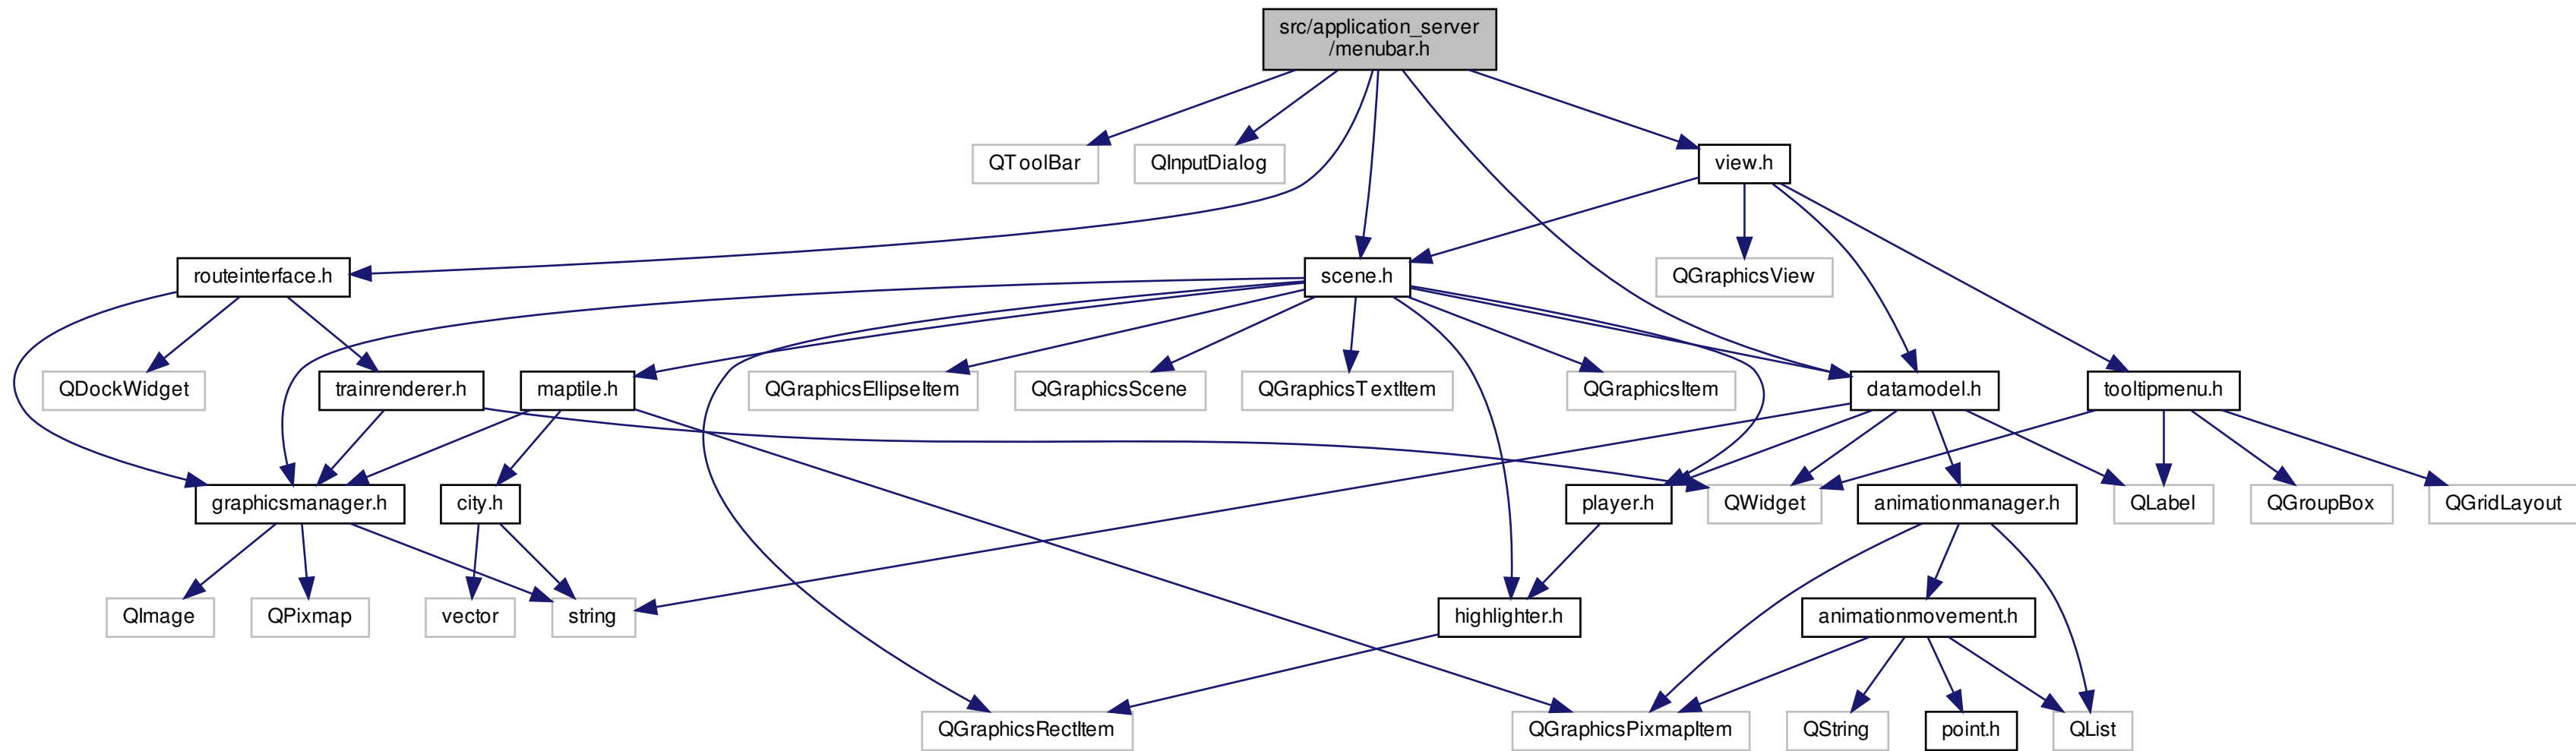 src/application_server
/menubar.h
QToolBar
QInputDialog
view.h
routeinterface.h
scene.h
QGraphicsView
QDockWidget
trainrenderer.h
maptile.h
QGraphicsEllipseItem
QGraphicsScene
QGraphicsTextItem
QGraphicsItem
datamodel.h
tooltipmenu.h
graphicsmanager.h
city.h
player.h
QWidget
animationmanager.h
QLabel
QGroupBox
QGridLayout
QImage
QPixmap
vector
string
highlighter.h
animationmovement.h
QGraphicsRectItem
QGraphicsPixmapItem
QString
point.h
QList